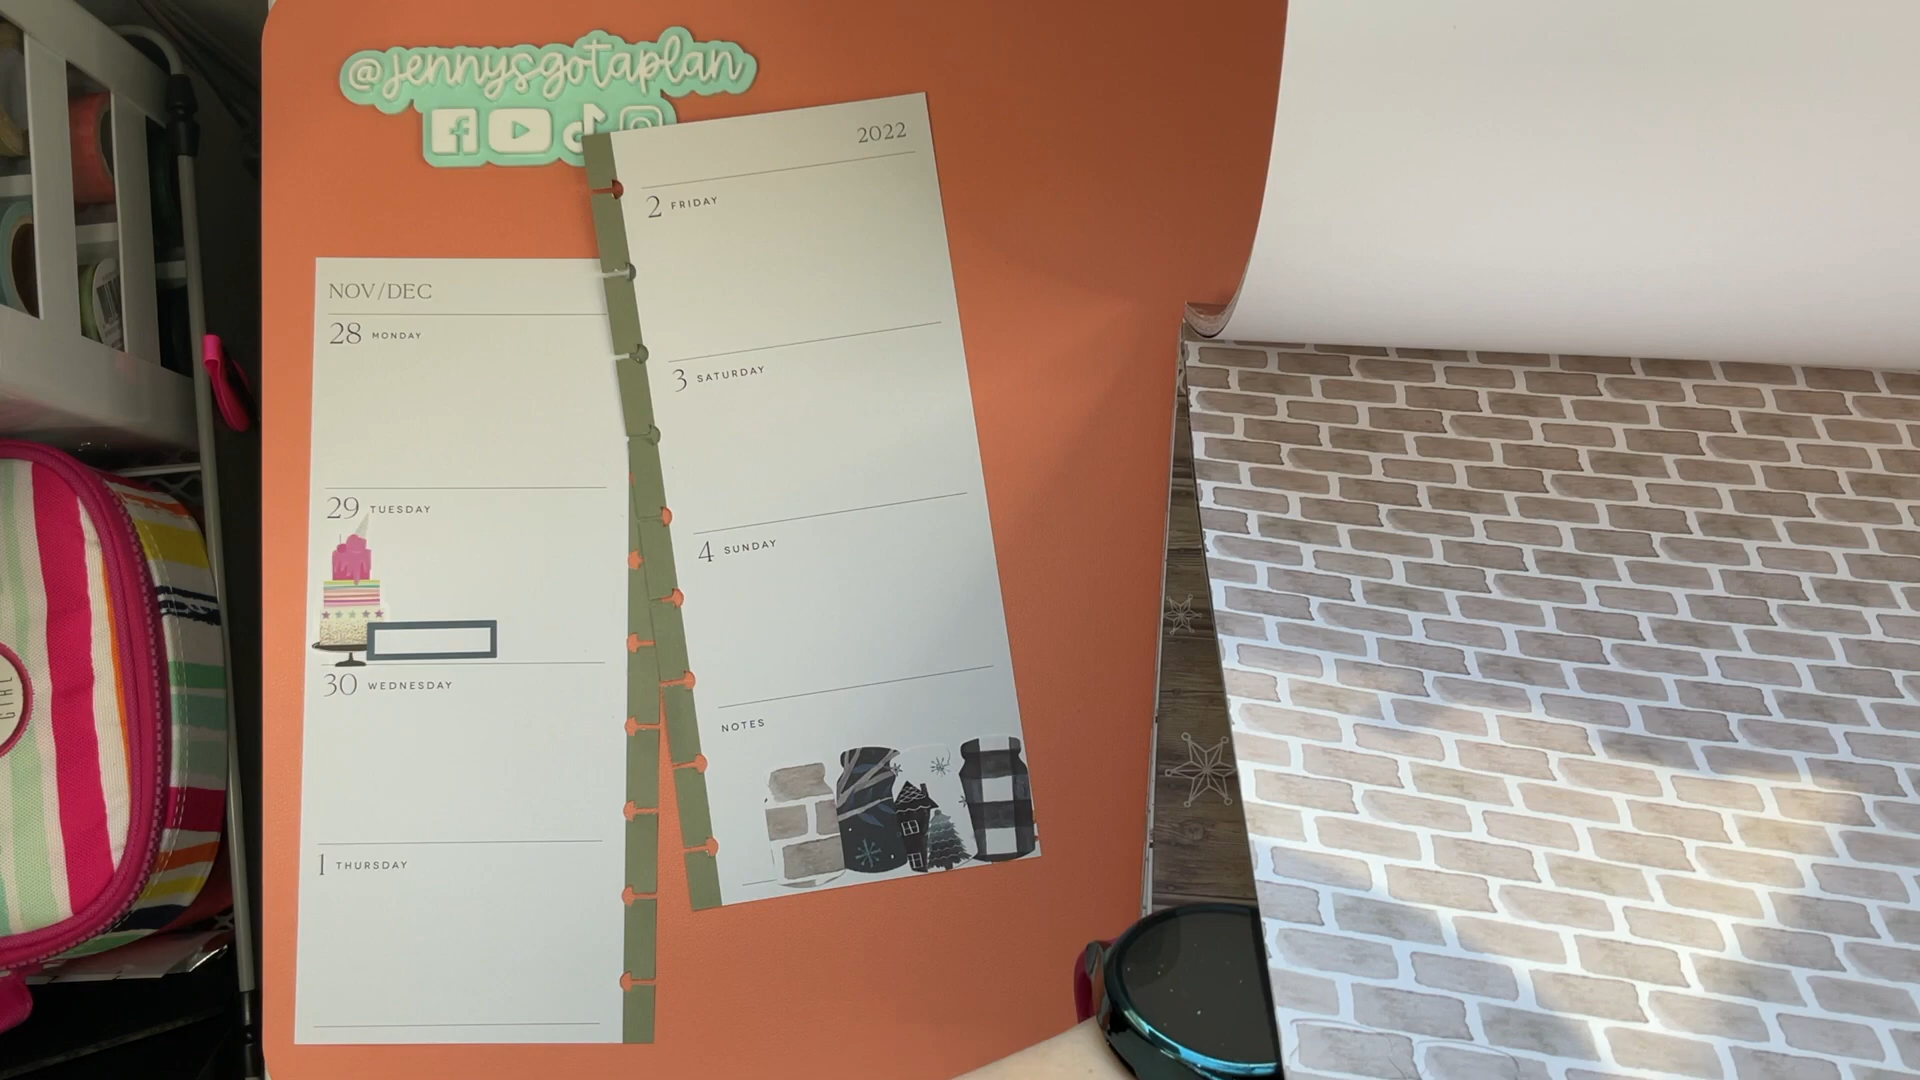 @jennysgotaplan
NOV/DEC
28 MONDAY
29 TUESDAY
30 WEDNESDAY
1 THURSDAY
2022
2 FRIDAY
3 SATURDAY
4 SUNDAY
NOTES
GIRL